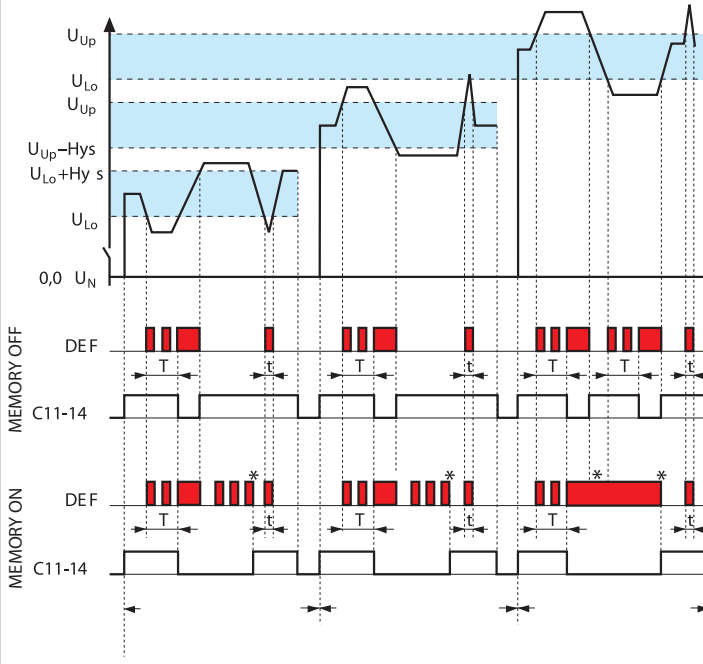 U_Up
U_Lo
U_Up
U_Up–Hys
U_Lo+Hy s
U_Lo
0,0 U_N
MEMORY OFF
DEF
T t T t T T t
C11-14
MEMORY ON
* * * *
DEF
T t T t T t
C11-14